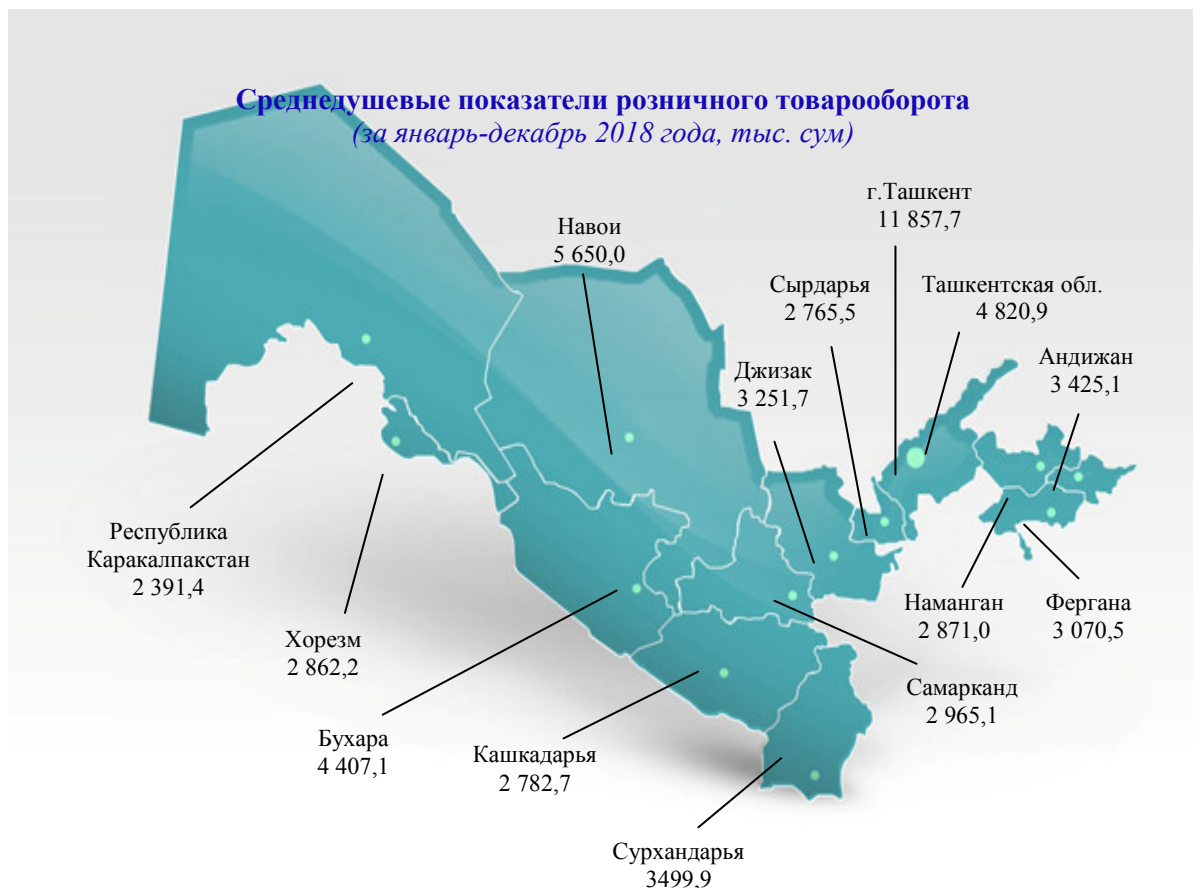 Среднедушевые показатели розничного товарооборота
(за январь-декабрь 2018 года, тыс. сум)
г.Ташкент
11 857,7
Навои
5 650,0
Сырдарья
2 765,5
Ташкентская обл.
4 820,9
Андижан
3 425,1
Джизак
3 251,7
Республика
Каракалпакстан
2 391,4
Хорезм
2 862,2
Наманган
2 871,0
Фергана
3 070,5
Самарканд
2 965,1
Бухара
4 407,1
Кашкадарья
2 782,7
Сурхандарья
3499,9